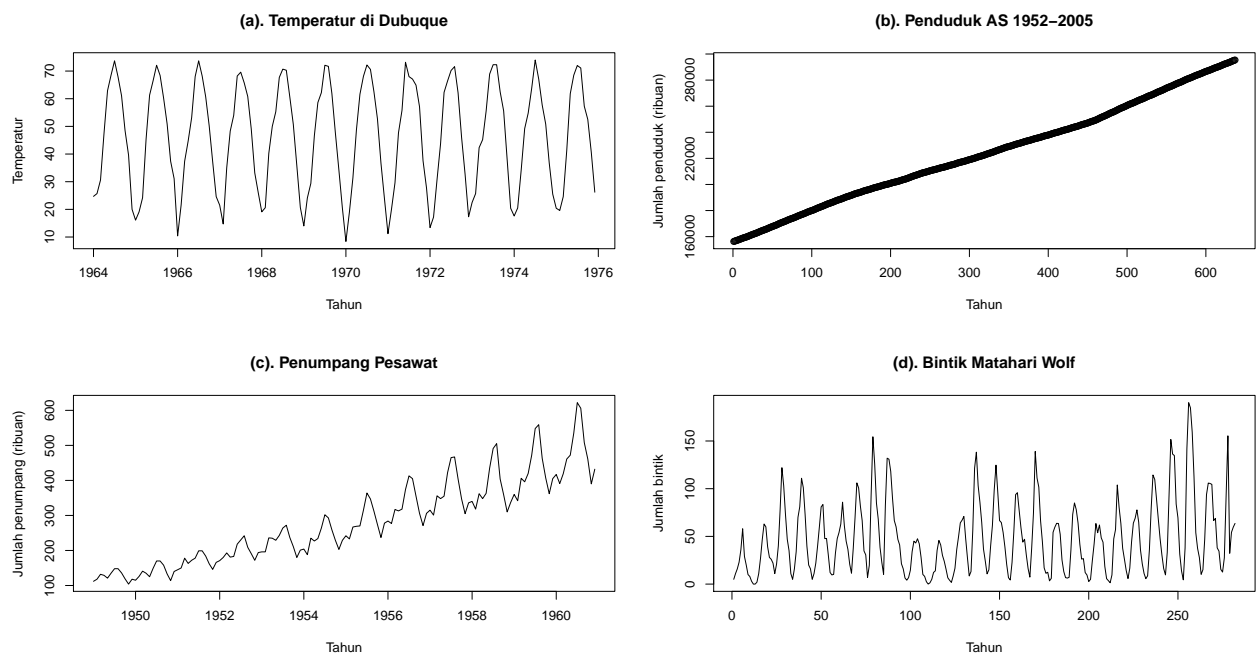 (a). Temperatur di Dubuque
Temperatur
70
60
50
40
30
20
10
1964 1966 1968 1970 1972 1974 1976
Tahun
(b). Penduduk AS 1952−2005
Jumlah penduduk (ribuan)
280000
220000
160000
0 100 200 300 400 500 600
Tahun
(c). Penumpang Pesawat
Jumlah penumpang (ribuan)
600
500
400
300
200
100
1950 1952 1954 1956 1958 1960
Tahun
(d). Bintik Matahari Wolf
Jumlah bintik
150
100
50
0
0 50 100 150 200 250
Tahun